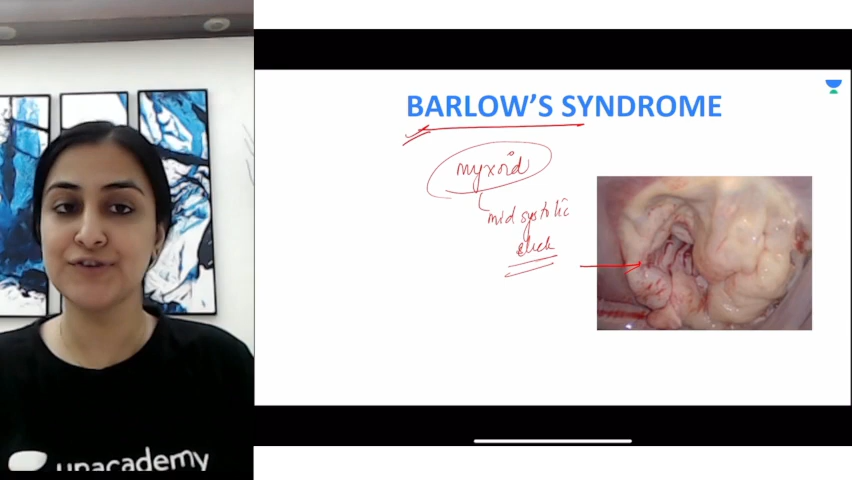 BARLOW'S SYNDROME
myxoid
mid systolic
click
unacademy